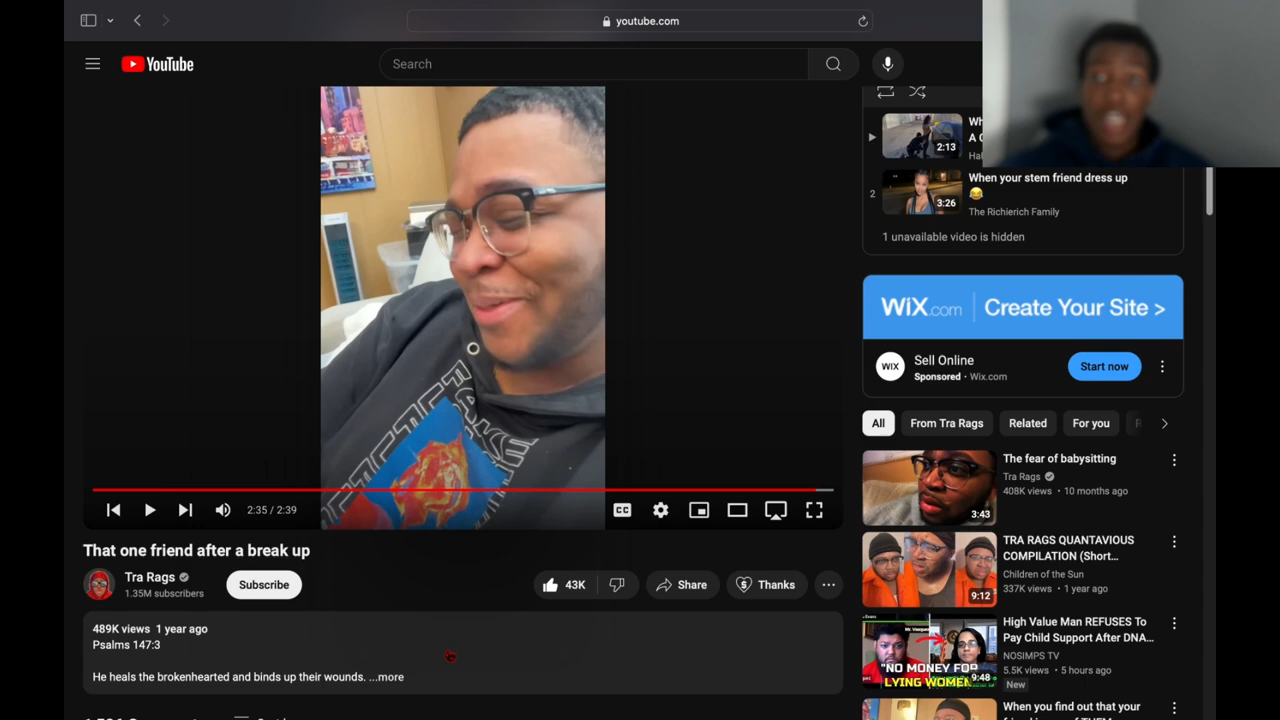 youtube.com
YouTube
Search
2:13
Wh
A C
Hal
2
3:26
When your stem friend dress up
😂
The Richierich Family
1 unavailable video is hidden
WiX.com | Create Your Site >
WIX
Sell Online
Sponsored • Wix.com
Start now
All
From Tra Rags
Related
For you
2:35 / 2:39
CC
That one friend after a break up
Tra Rags
1.35M subscribers
Subscribe
43K
Share
Thanks
489K views 1 year ago
Psalms 147:3
He heals the brokenhearted and binds up their wounds. ...more
The fear of babysitting
Tra Rags
408K views • 10 months ago
3:43
TRA RAGS QUANTAVIOUS
COMPILATION (Short...
Children of the Sun
337K views • 1 year ago
9:12
High Value Man REFUSES To
Pay Child Support After DNA...
NOSIMPS TV
5.5K views • 5 hours ago
New
"NO MONEY FOR
LYING WOMEN
9:48
When you find out that your